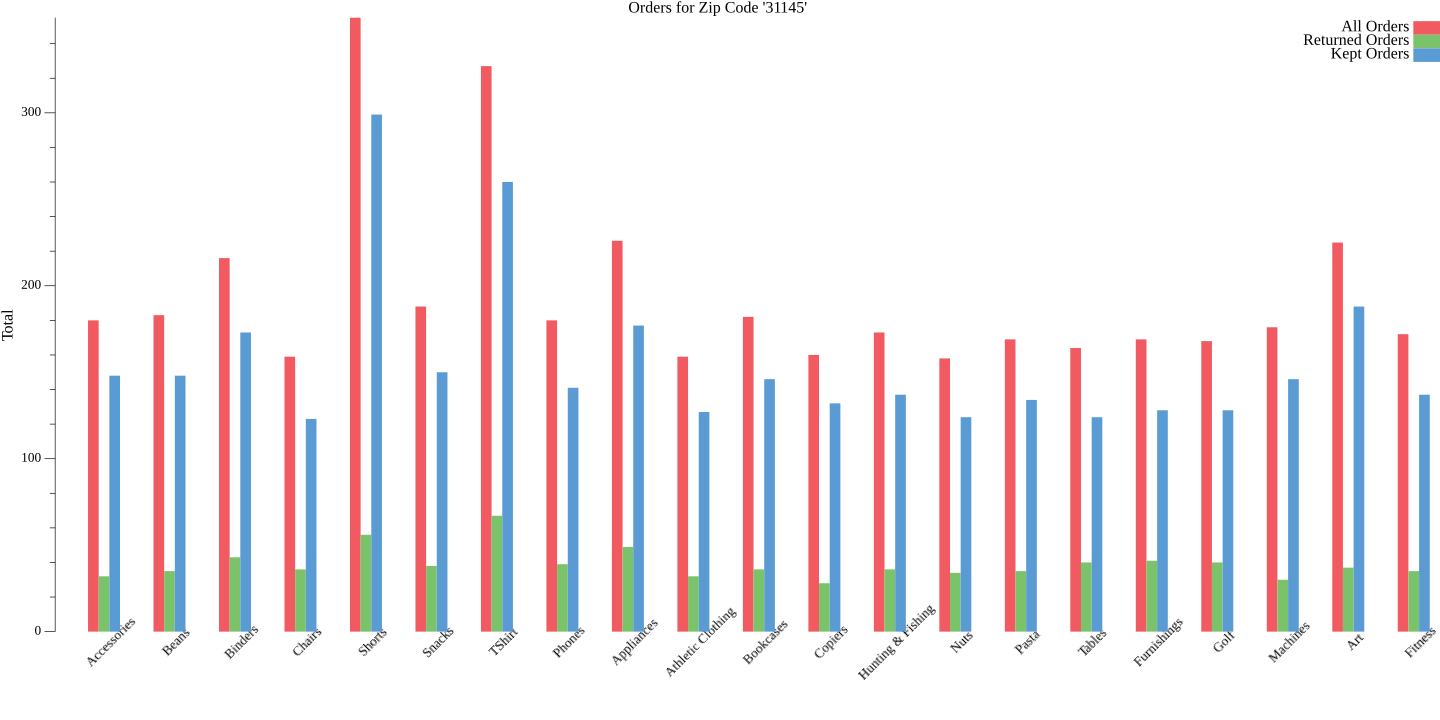 Orders for Zip Code '31145'
All Orders
Returned Orders
Kept Orders
Total
300
200
100
0
Accessories
Beans
Binders
Chairs
Shorts
Snacks
TShirt
Phones
Appliances
Athletic Clothing
Bookcases
Copiers
Hunting & Fishing
Nuts
Pasta
Tables
Furnishings
Golf
Machines
Art
Fitness